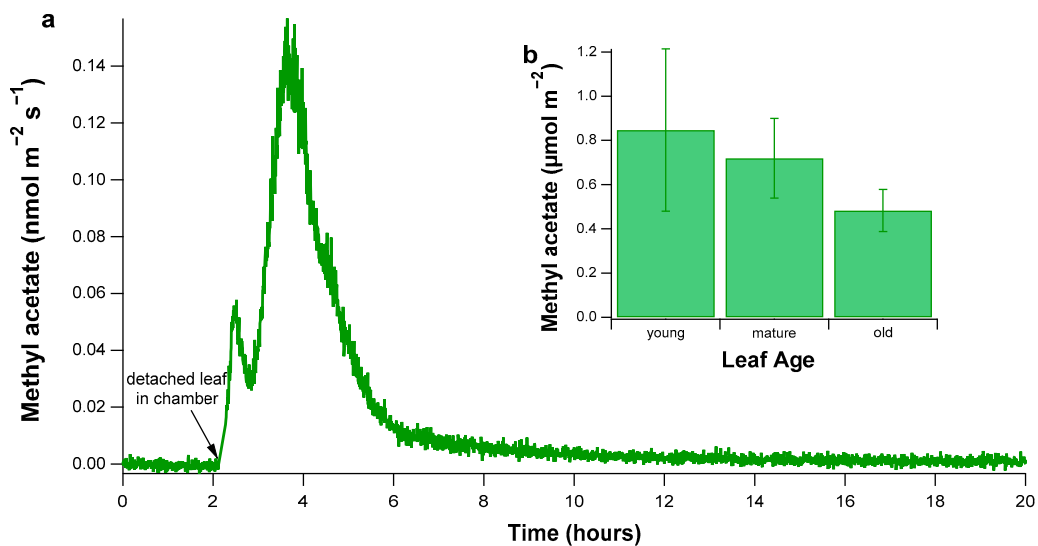 a
Methyl acetate (nmol m−2 s−1)
0.14
0.12
0.10
0.08
0.06
0.04
0.02
0.00
detached leaf
in chamber
0 2 4 6 8 10 12 14 16 18 20
Time (hours)
b
Methyl acetate (µmol m−2)
1.2
1.0
0.8
0.6
0.4
0.2
0.0
young mature old
Leaf Age